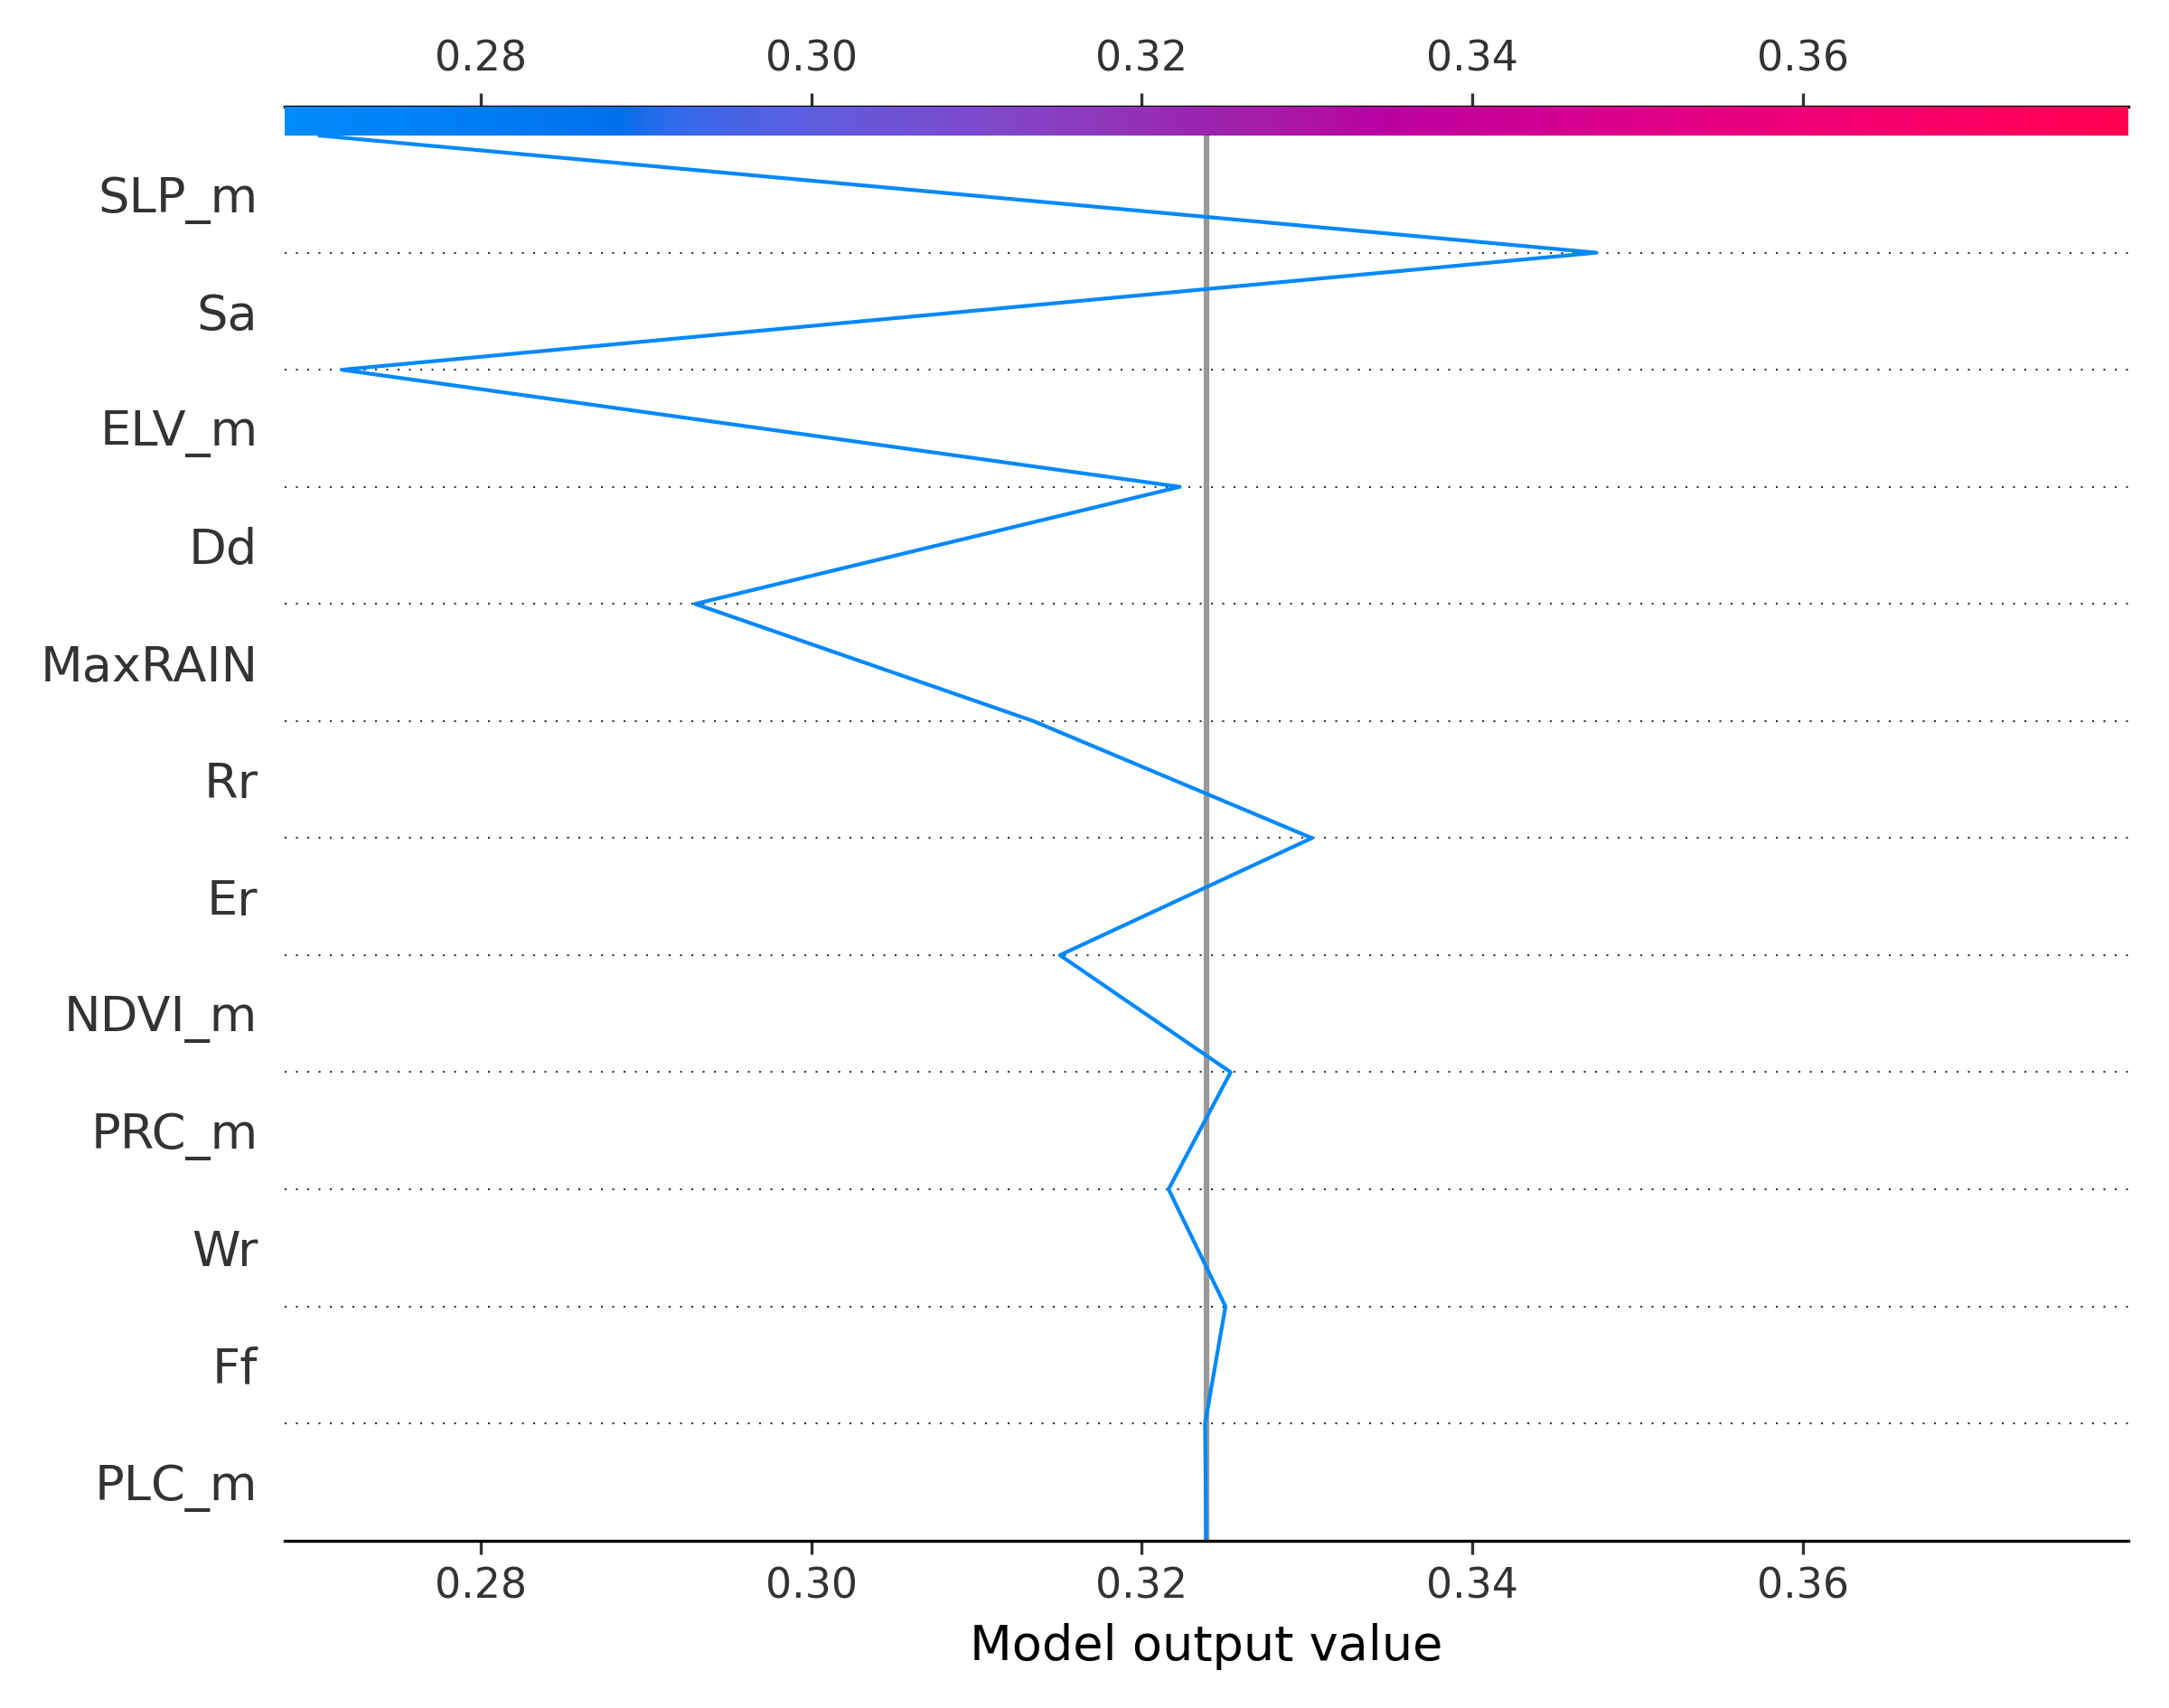 0.28 0.30 0.32 0.34 0.36
SLP_m
Sa
ELV_m
Dd
MaxRAIN
Rr
Er
NDVI_m
PRC_m
Wr
Ff
PLC_m
0.28 0.30 0.32 0.34 0.36
Model output value